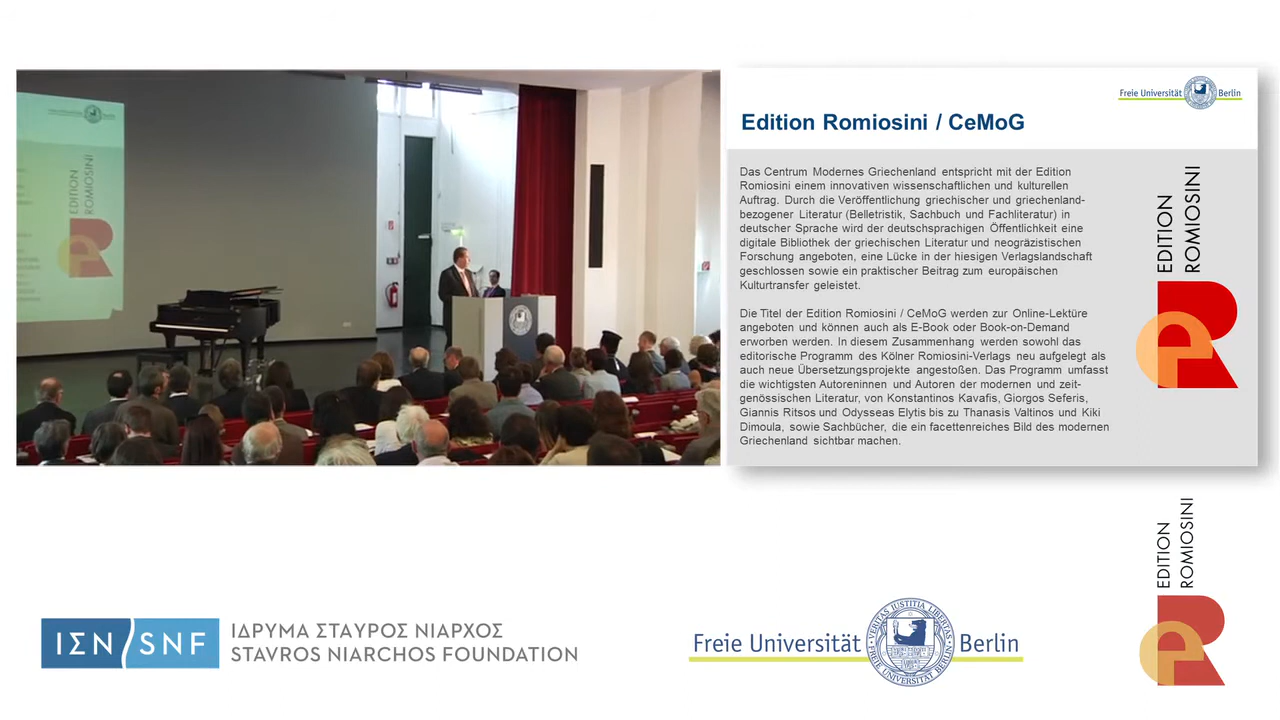 Freie Universität Berlin
Edition Romiosini / CeMoG
Das Centrum Modernes Griechenland entspricht mit der Edition
Romiosini einem innovativen wissenschaftlichen und kulturellen
Auftrag. Durch die Veröffentlichung griechischer und griechenland-
bezogener Literatur (Belletristik, Sachbuch und Fachliteratur) in
deutscher Sprache wird der deutschsprachigen Öffentlichkeit eine
digitale Bibliothek der griechischen Literatur und neogräzistischen
Forschung angeboten, eine Lücke in der hiesigen Verlagslandschaft
geschlossen sowie ein praktischer Beitrag zum europäischen
Kulturtransfer geleistet.
Die Titel der Edition Romiosini / CeMoG werden zur Online-Lektüre
angeboten und können auch als E-Book oder Book-on-Demand
erworben werden. In diesem Zusammenhang werden sowohl das
editorische Programm des Kölner Romiosini-Verlags neu aufgelegt als
auch neue Übersetzungsprojekte angestoßen. Das Programm umfasst
die wichtigsten Autoreninnen und Autoren der modernen und zeit-
genössischen Literatur, von Konstantinos Kavafis, Giorgos Seferis,
Giannis Ritsos und Odysseas Elytis bis zu Thanasis Valtinos und Kiki
Dimoula, sowie Sachbücher, die ein facettenreiches Bild des modernen
Griechenland sichtbar machen.
EDITION
ROMIOSINI
eR
EDITION
ROMIOSINI
eR
EDITION
ROMIOSINI
eR
ΙΣΝ/SNF
ΙΔΡΥΜΑ ΣΤΑΥΡΟΣ ΝΙΑΡΧΟΣ
STAVROS NIARCHOS FOUNDATION
Freie Universität Berlin
VERITAS IUSTITIA LIBERTAS
FREIE UNIVERSITÄT BERLIN